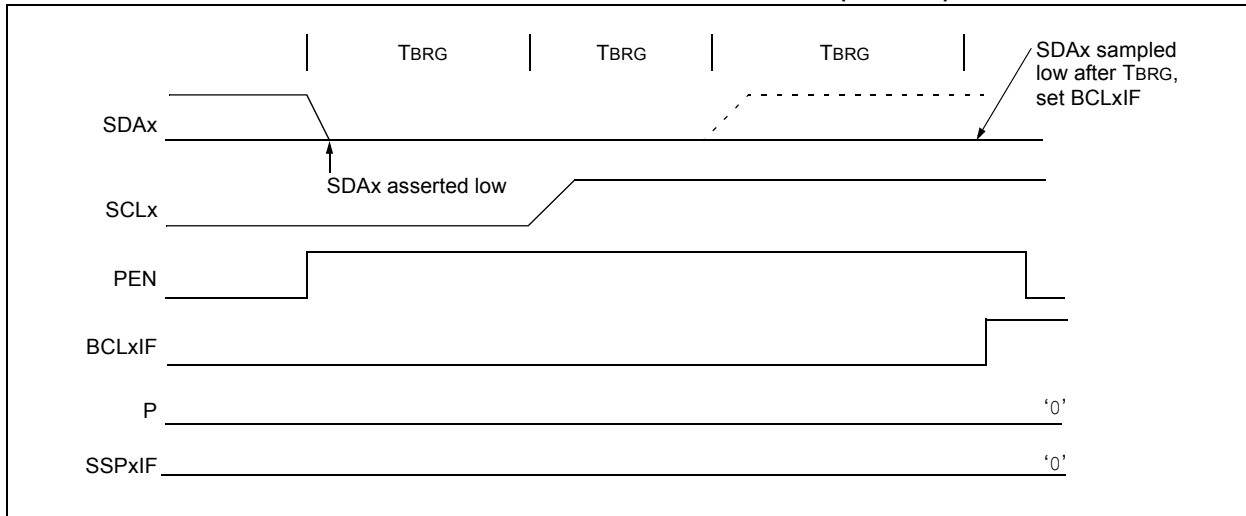 TBRG TBRG TBRG
SDAx sampled
low after TBRG,
set BCLxIF
SDAx
SDAx asserted low
SCLx
PEN
BCLxIF
P
‘0’
SSPxIF
‘0’